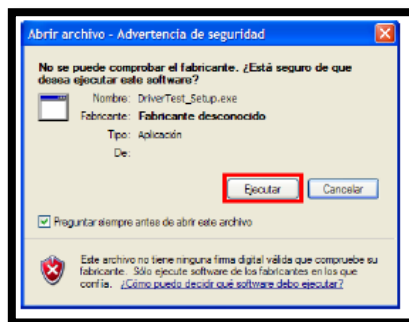 Abrir archivo - Advertencia de seguridad
No se puede comprobar el fabricante. ¿Está seguro de que
desea ejecutar este software?
Nombre: DriverTest_Setup.exe
Fabricante: Fabricante desconocido
Tipo: Aplicación
De:
Ejecutar Cancelar
Preguntar siempre antes de abrir este archivo
Este archivo no tiene ninguna firma digital válida que compruebe su
fabricante. Sólo ejecute software de los fabricantes en los que
confía. ¿Cómo puedo decidir qué software debo ejecutar?